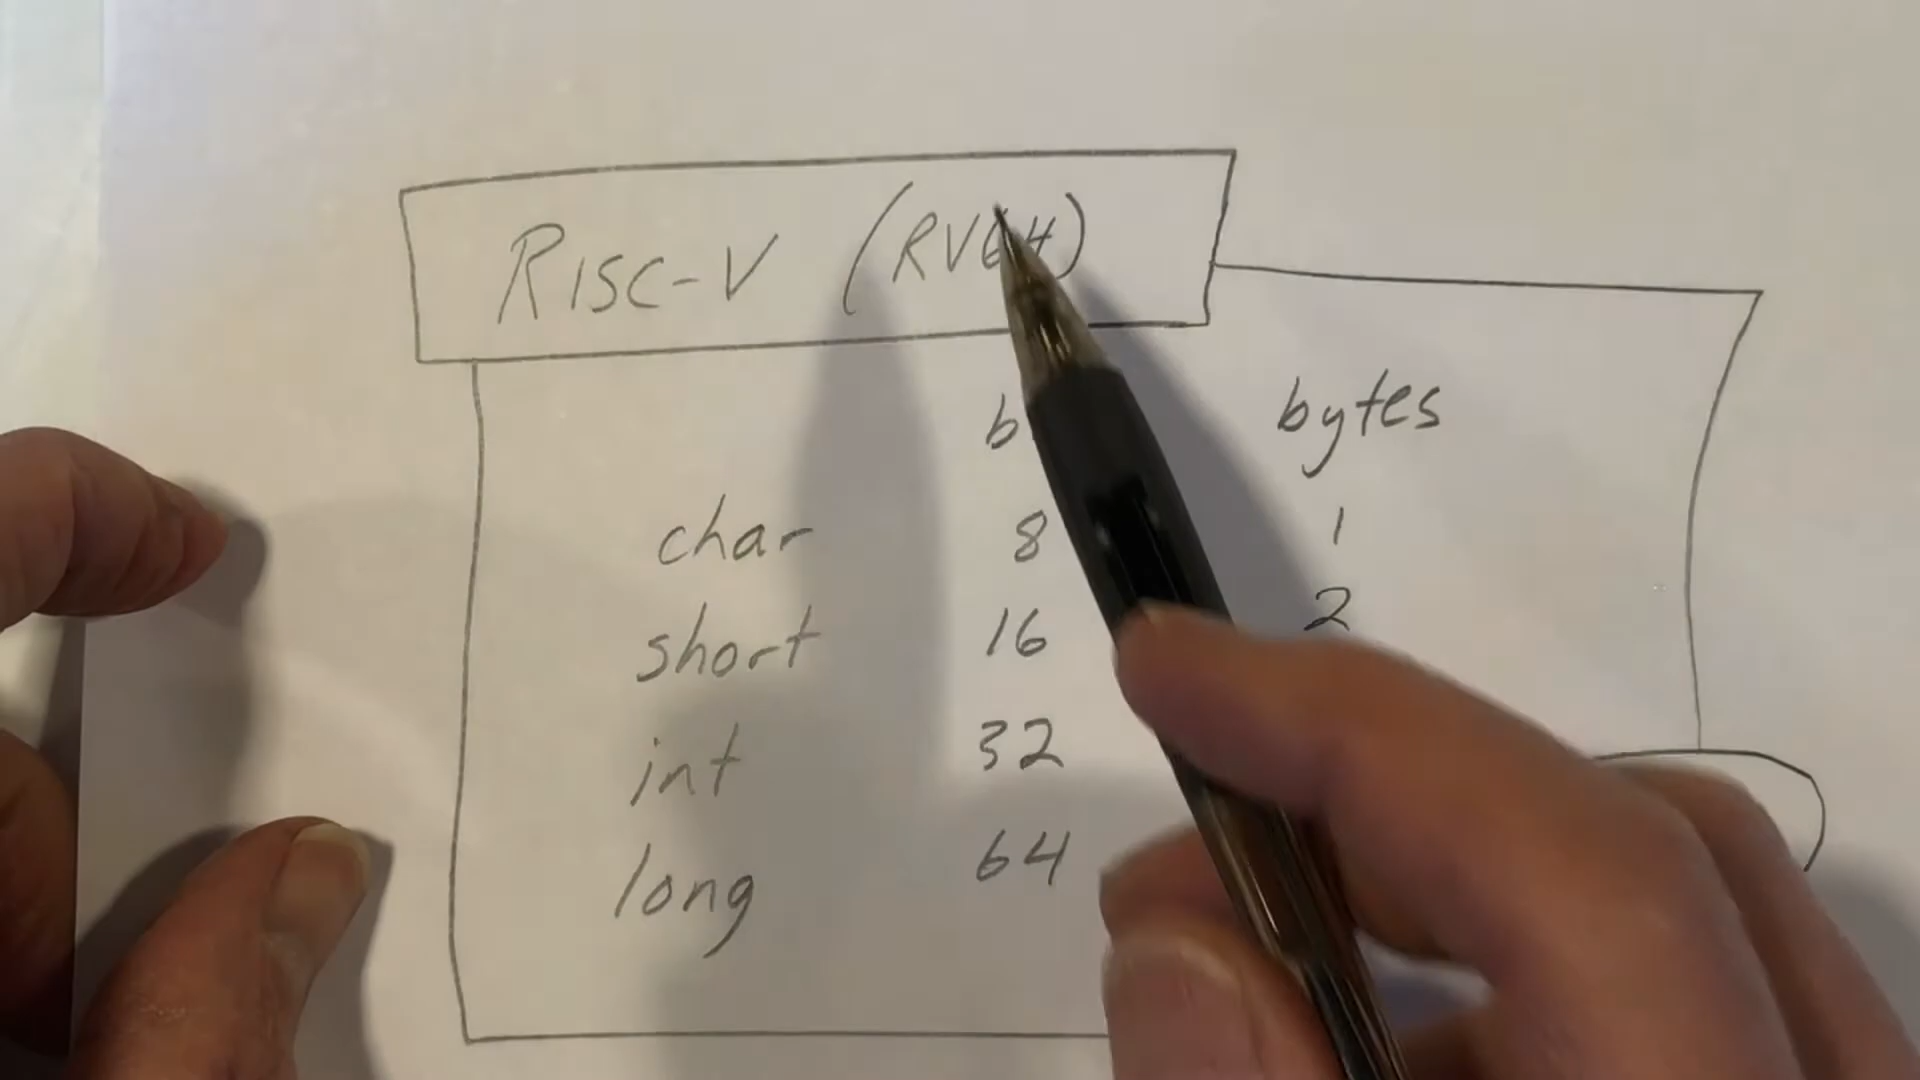 RISC-V (RV64)
bytes
char 8 1
short 16 2
int 32
long 64